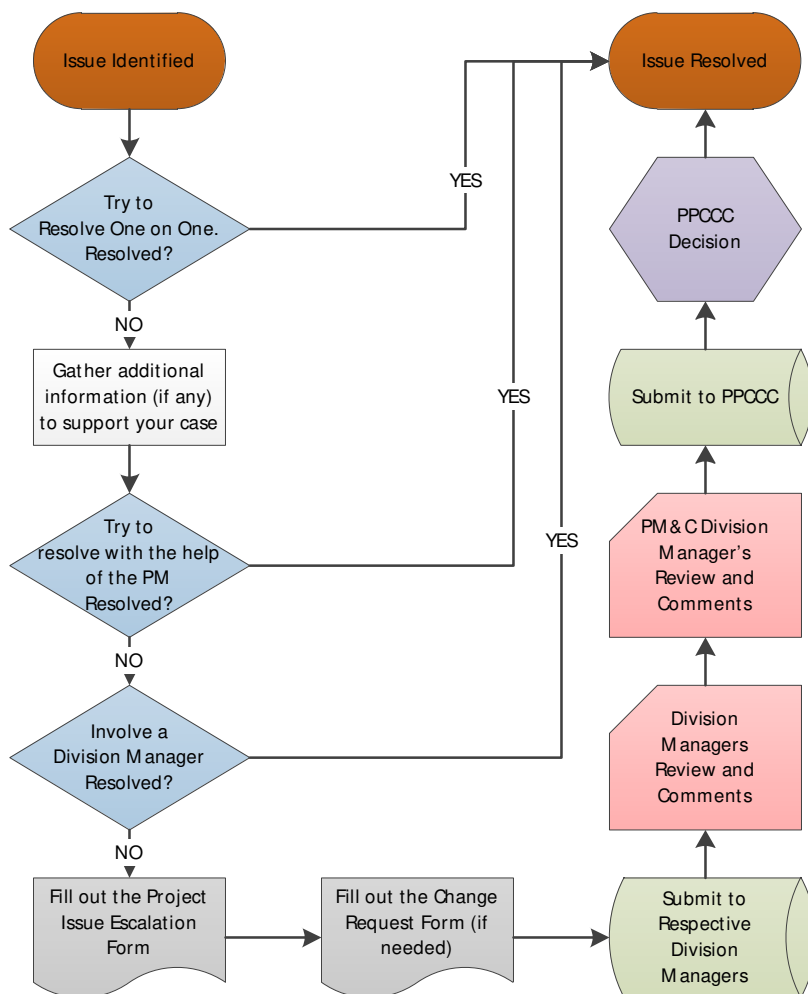 Issue Identified
Try to
Resolve One on One.
Resolved?
YES
NO
Gather additional
information (if any)
to support your case
Try to
resolve with the help
of the PM
Resolved?
YES
NO
Involve a
Division Manager
Resolved?
YES
NO
Fill out the Project
Issue Escalation
Form
Fill out the Change
Request Form (if
needed)
Submit to
Respective
Division
Managers
Division
Managers
Review and
Comments
PM&C Division
Manager’s
Review and
Comments
Submit to PPCCC
PPCCC
Decision
Issue Resolved